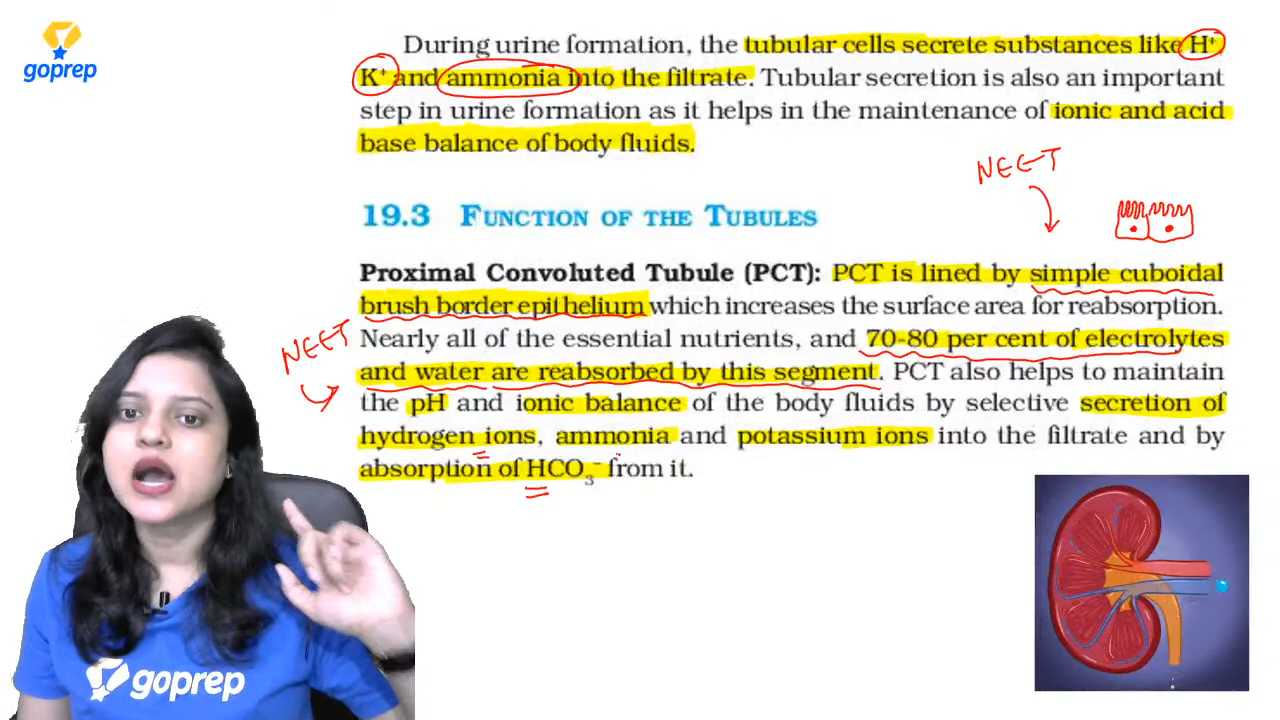 goprep
During urine formation, the tubular cells secrete substances like H⁺
K⁺ and ammonia into the filtrate. Tubular secretion is also an important
step in urine formation as it helps in the maintenance of ionic and acid
base balance of body fluids.
NEET
19.3 FUNCTION OF THE TUBULES
Proximal Convoluted Tubule (PCT): PCT is lined by simple cuboidal
brush border epithelium which increases the surface area for reabsorption.
NEET
Nearly all of the essential nutrients, and 70-80 per cent of electrolytes
and water are reabsorbed by this segment. PCT also helps to maintain
the pH and ionic balance of the body fluids by selective secretion of
hydrogen ions, ammonia and potassium ions into the filtrate and by
absorption of HCO₃⁻ from it.
goprep